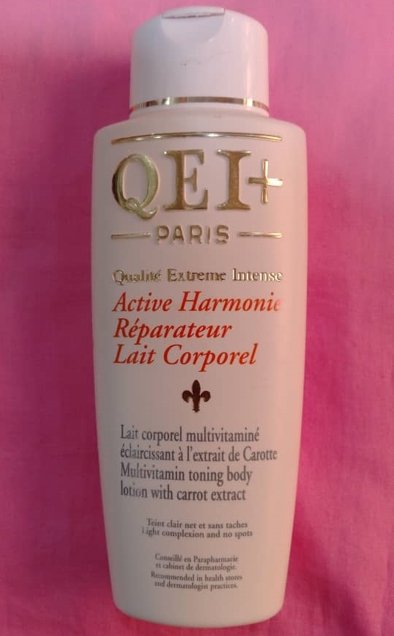 QEI+
PARIS
Qualité Extreme Intense
Active Harmonie
Réparateur
Lait Corporel
Lait corporel multivitaminé
éclaircissant à l'extrait de Carotte
Multivitamin toning body
lotion with carrot extract
Teint clair net et sans taches
Light complexion and no spots
Conseillé en Parapharmarie
et cabinet de dermatologie.
Recommended in health stores
and dermatologist practices.